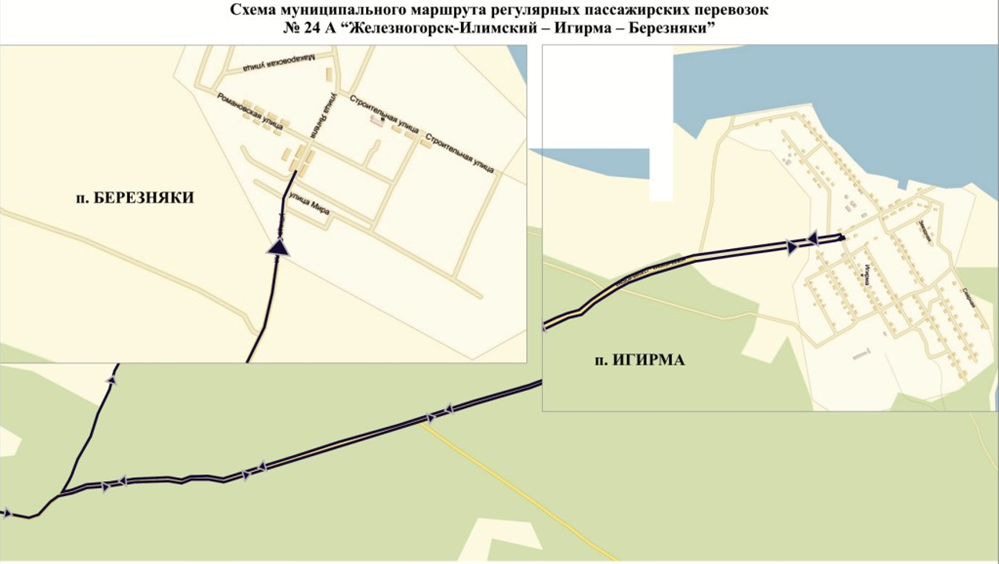 Схема муниципального маршрута регулярных пассажирских перевозок
№ 24 А “Железногорск-Илимский – Игирма – Березняки”
Макаровская улица
Романовская улица
улица Янгеля
Строительная улица
Строительная улица
п. БЕРЕЗНЯКИ
улица Мира
Игирма
п. ИГИРМА